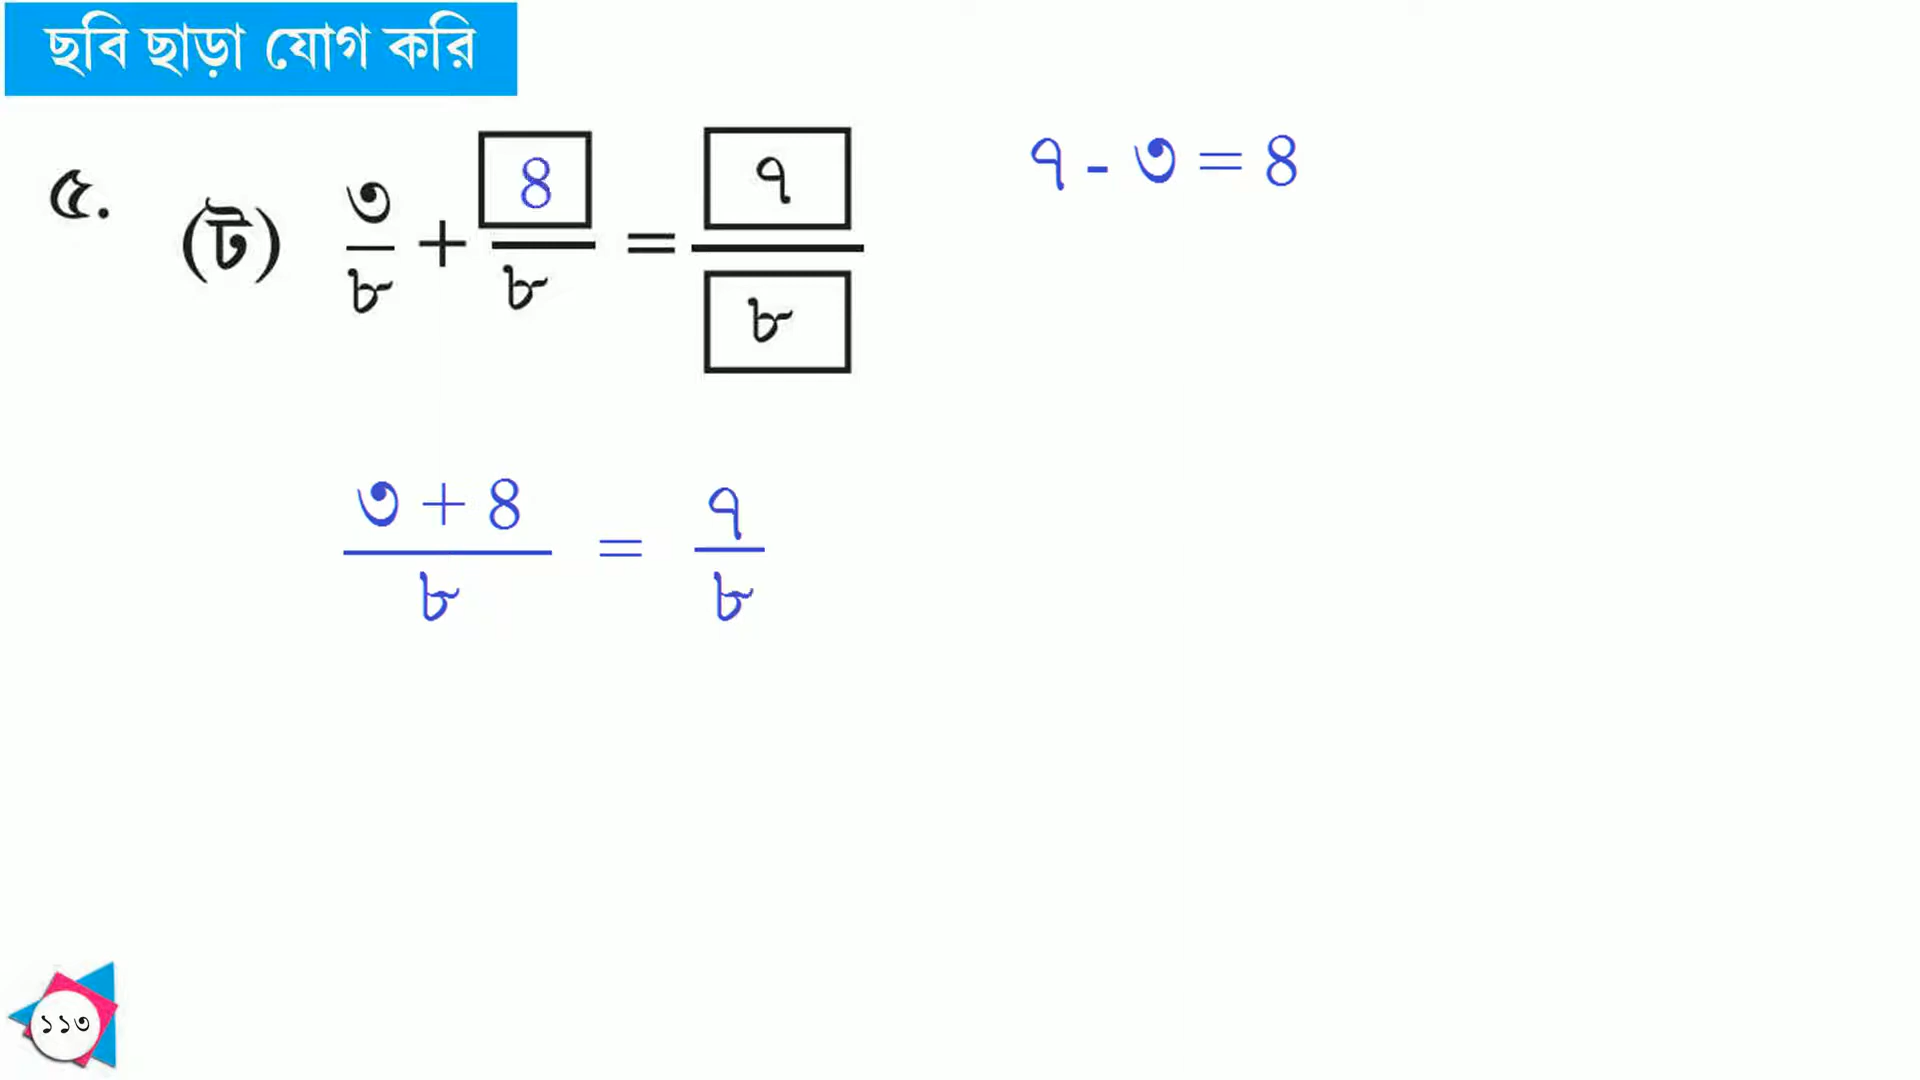 ছবি ছাড়া যোগ করি
৫. (ট) ৩/৮ + ৪/৮ = ৭/৮
৭ - ৩ = ৪
৩ + ৪ / ৮ = ৭/৮
১১৩